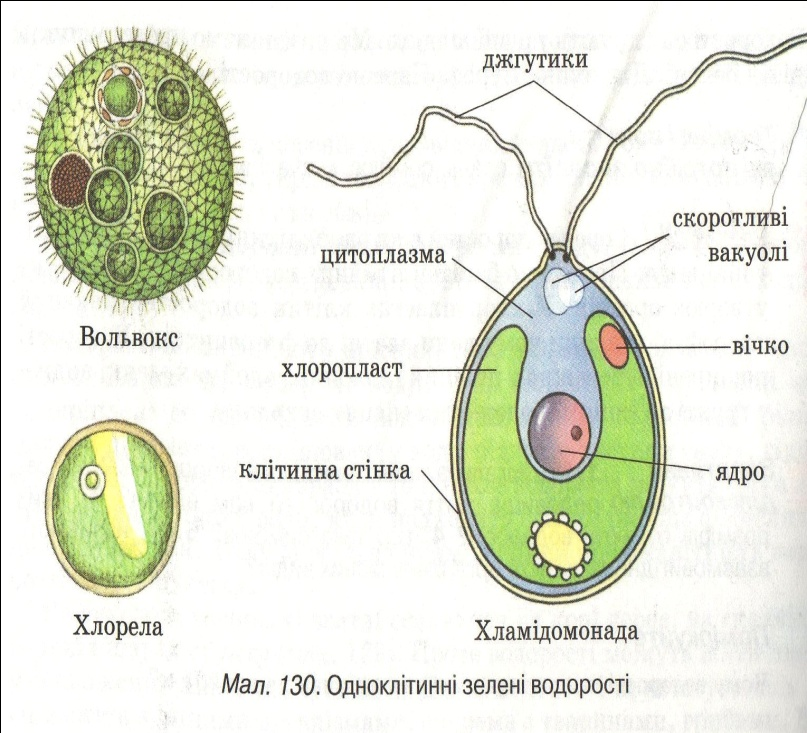 джгутики
скоротливі
вакуолі
цитоплазма
Вольвокс
вічко
хлоропласт
клітинна стінка
ядро
Хлорела
Хламідомонада
Мал. 130. Одноклітинні зелені водорості